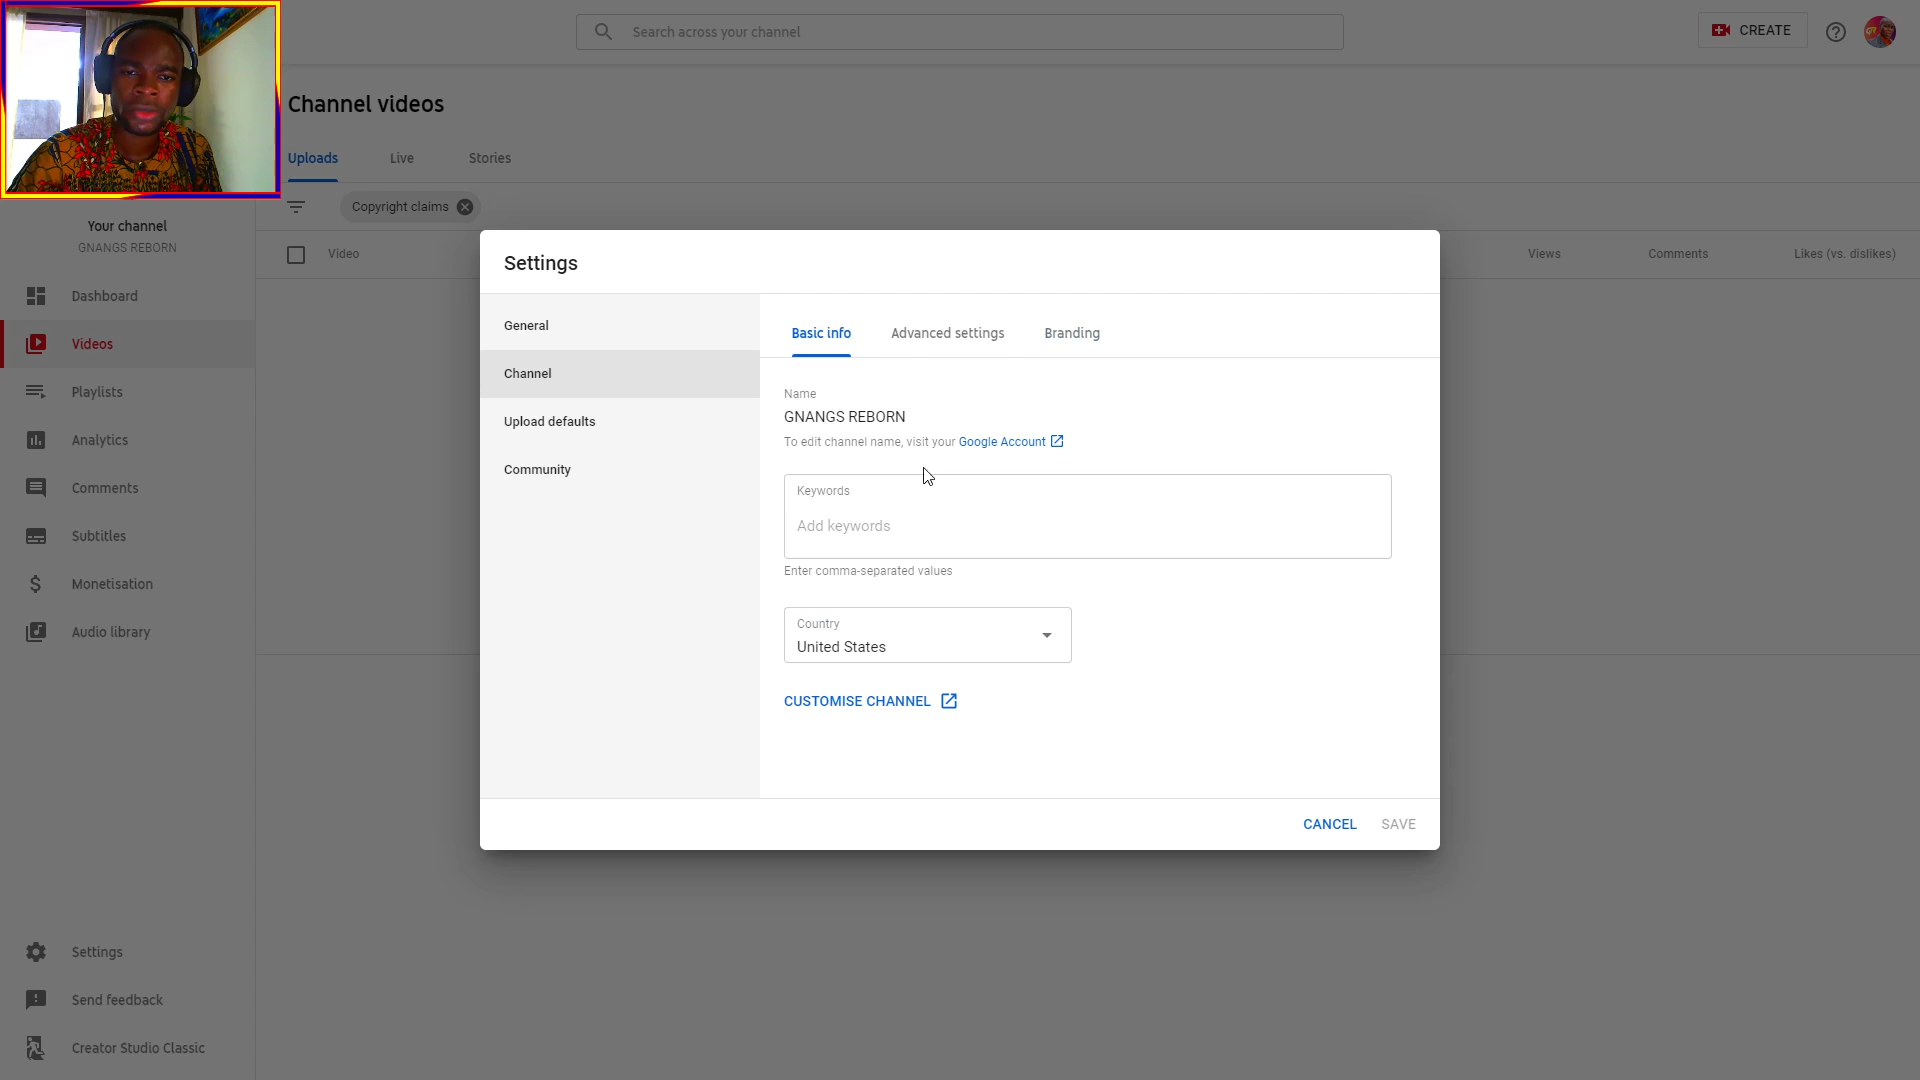 Search across your channel
CREATE
Channel videos
Uploads
Live
Stories
Copyright claims
Your channel
GNANGS REBORN
Video
Views
Comments
Likes (vs. dislikes)
Dashboard
Videos
Playlists
Analytics
Comments
Subtitles
Monetisation
Audio library
Settings
Send feedback
Creator Studio Classic
Settings
General
Channel
Upload defaults
Community
Basic info
Advanced settings
Branding
Name
GNANGS REBORN
To edit channel name, visit your Google Account
Keywords
Add keywords
Enter comma-separated values
Country
United States
CUSTOMISE CHANNEL
CANCEL
SAVE